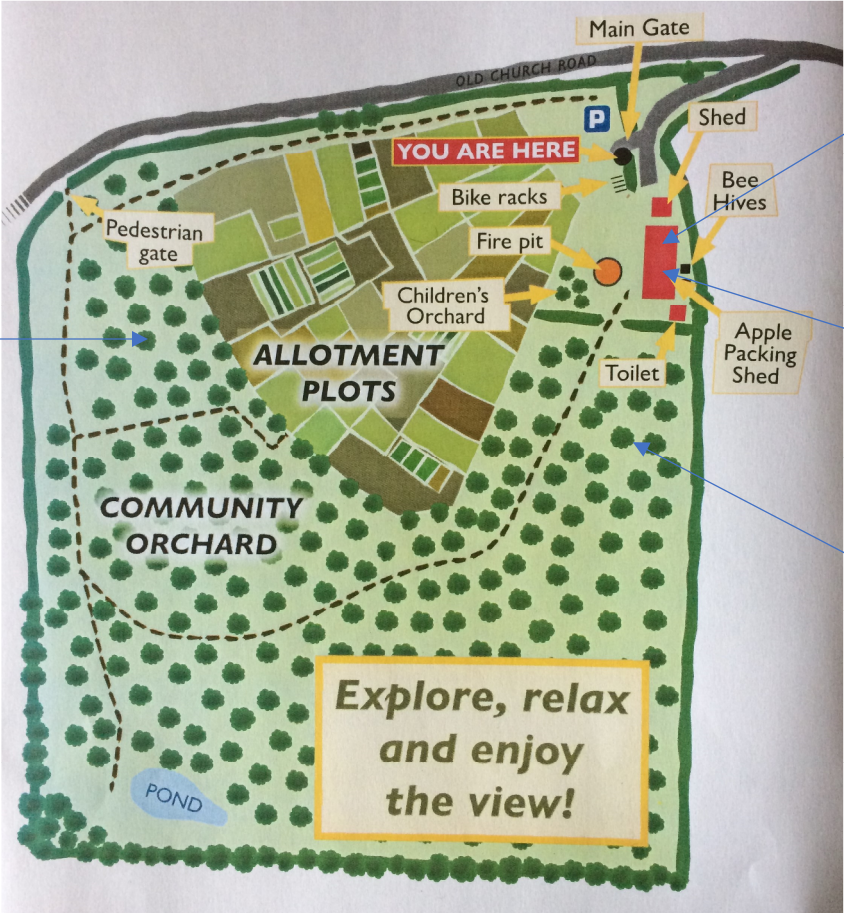 Main Gate
OLD CHURCH ROAD
P
Shed
YOU ARE HERE
Bee
Hives
Bike racks
Pedestrian
gate
Fire pit
Children's
Orchard
Apple
Packing
Shed
ALLOTMENT
PLOTS
Toilet
COMMUNITY
ORCHARD
Explore, relax
and enjoy
the view!
POND